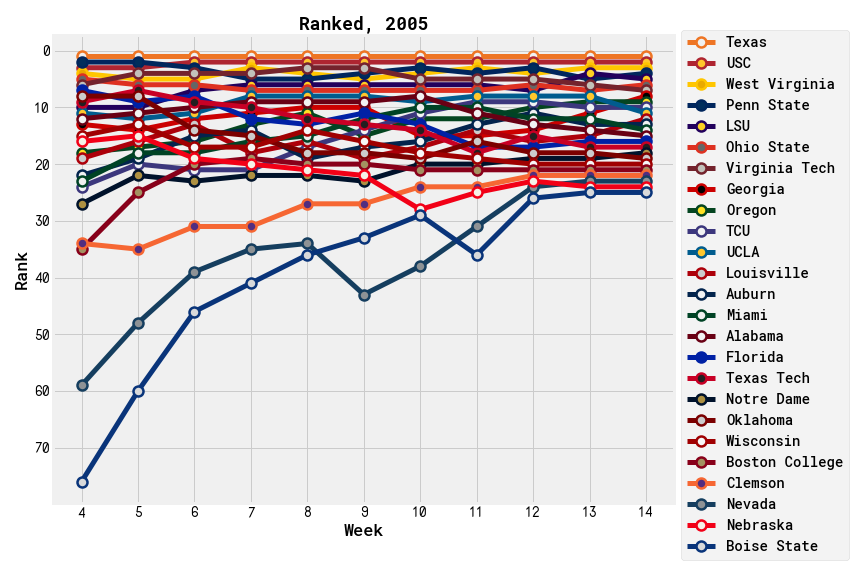 Ranked, 2005
0
10
20
30
40
50
60
70
Rank
4 5 6 7 8 9 10 11 12 13 14
Week
Texas
USC
West Virginia
Penn State
LSU
Ohio State
Virginia Tech
Georgia
Oregon
TCU
UCLA
Louisville
Auburn
Miami
Alabama
Florida
Texas Tech
Notre Dame
Oklahoma
Wisconsin
Boston College
Clemson
Nevada
Nebraska
Boise State